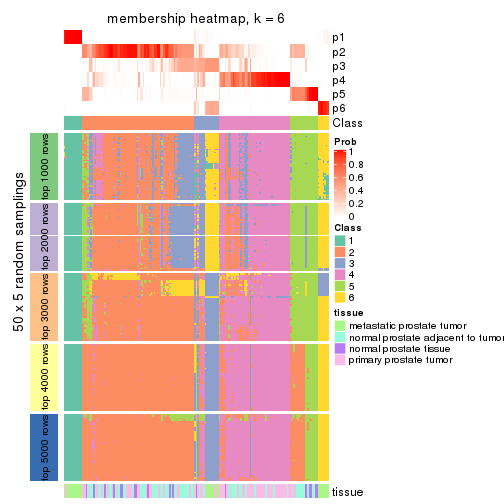 membership heatmap, k = 6
p1
p2
p3
p4
p5
p6
Class
50 x 5 random samplings
top 1000 rows
top 2000 rows
top 3000 rows
top 4000 rows
top 5000 rows
Prob
1
0.8
0.6
0.4
0.2
0
Class
1
2
3
4
5
6
tissue
metastatic prostate tumor
normal prostate adjacent to tumor
normal prostate tissue
primary prostate tumor
tissue